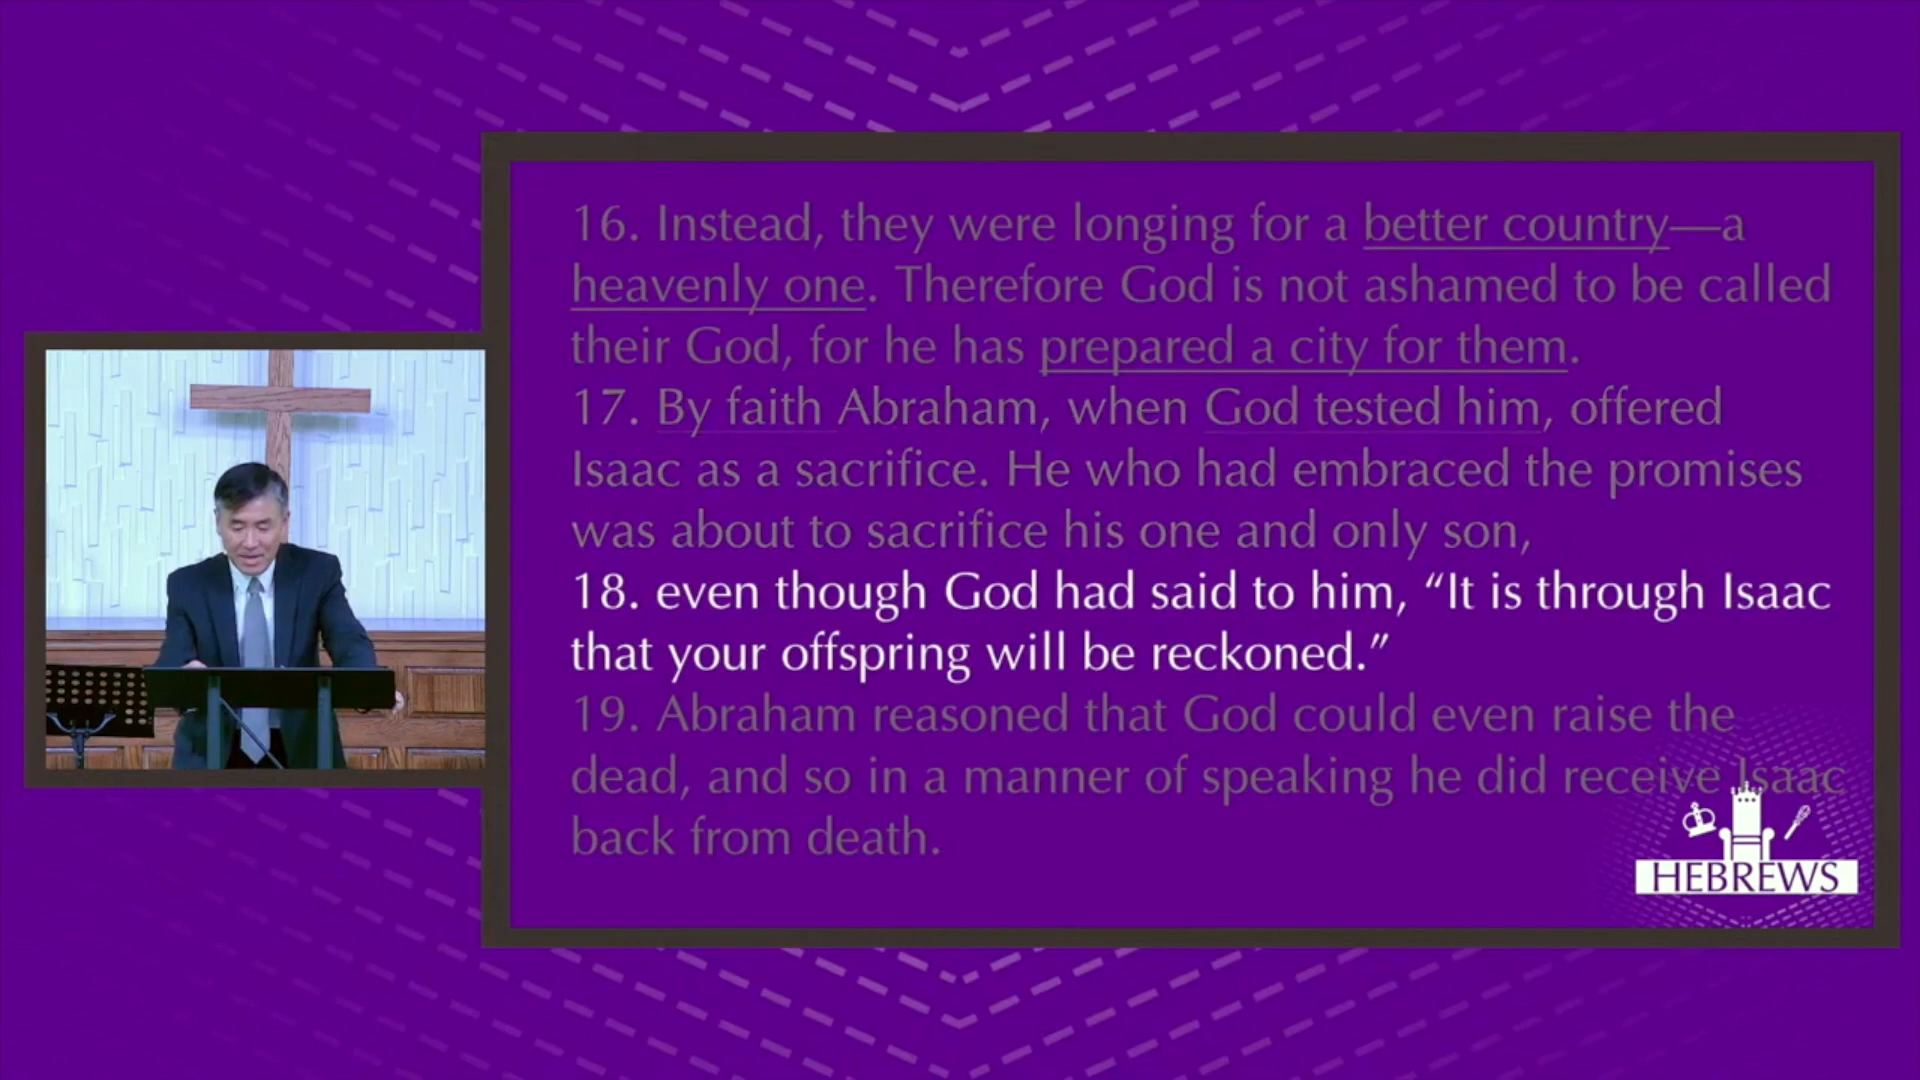 16. Instead, they were longing for a better country—a
heavenly one. Therefore God is not ashamed to be called
their God, for he has prepared a city for them.
17. By faith Abraham, when God tested him, offered
Isaac as a sacrifice. He who had embraced the promises
was about to sacrifice his one and only son,
18. even though God had said to him, “It is through Isaac
that your offspring will be reckoned.”
19. Abraham reasoned that God could even raise the
dead, and so in a manner of speaking he did receive Isaac
back from death.
HEBREWS